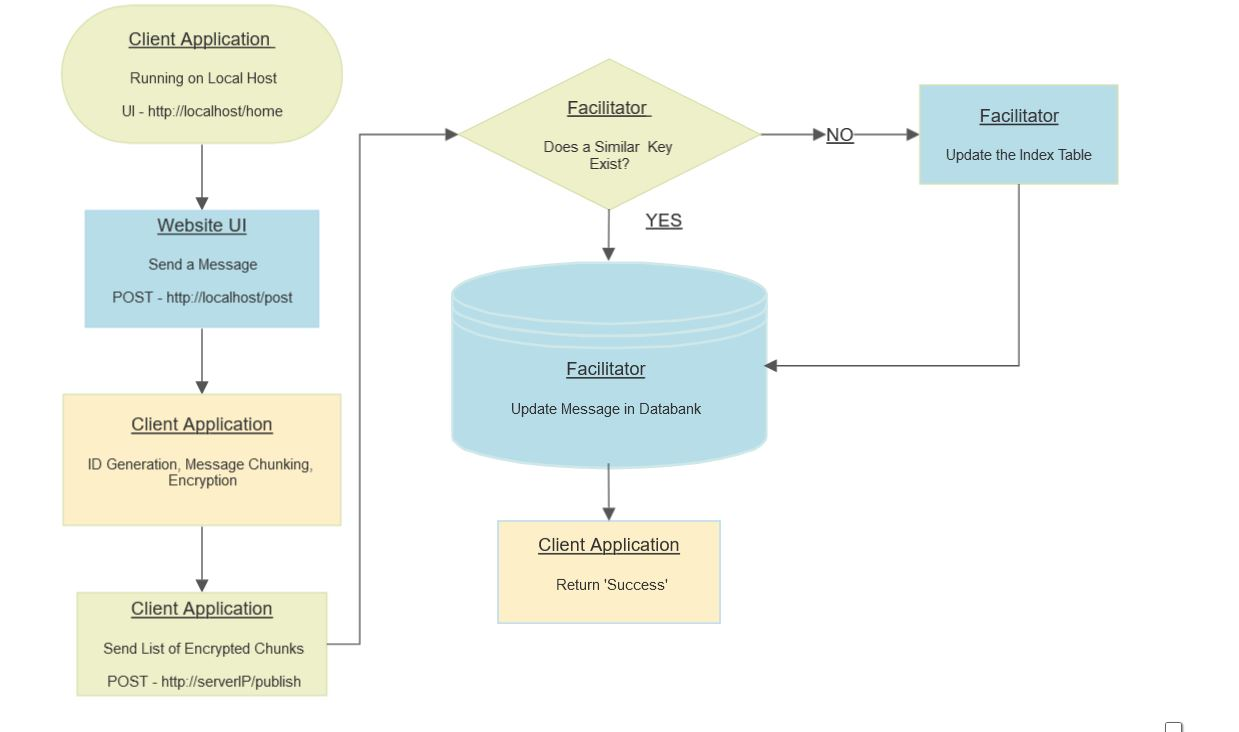 Client Application
Running on Local Host
UI - http://localhost/home
Website UI
Send a Message
POST - http://localhost/post
Client Application
ID Generation, Message Chunking,
Encryption
Client Application
Send List of Encrypted Chunks
POST - http://serverIP/publish
Facilitator
Does a Similar Key
Exist?
NO
Facilitator
Update the Index Table
YES
Facilitator
Update Message in Databank
Client Application
Return 'Success'